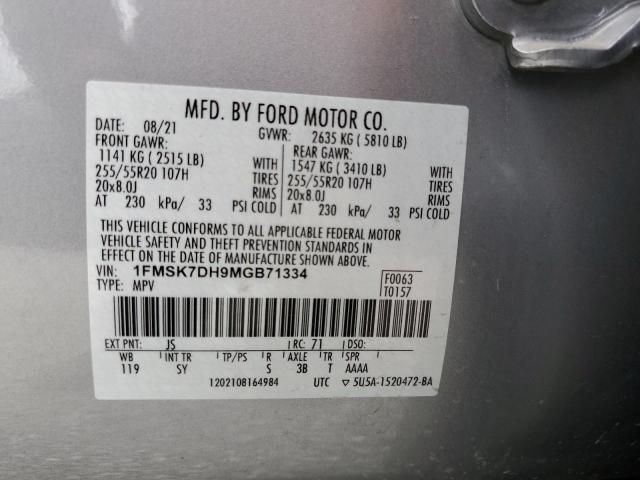 MFD. BY FORD MOTOR CO.
DATE: 08/21 GVWR: 2635 KG ( 5810 LB)
FRONT GAWR: REAR GAWR:
1141 KG ( 2515 LB) WITH 1547 KG ( 3410 LB) WITH
255/55R20 107H TIRES 255/55R20 107H TIRES
20x8.0J RIMS 20x8.0J RIMS
AT 230 kPa/ 33 PSI COLD AT 230 kPa/ 33 PSI COLD
THIS VEHICLE CONFORMS TO ALL APPLICABLE FEDERAL MOTOR
VEHICLE SAFETY AND THEFT PREVENTION STANDARDS IN
EFFECT ON THE DATE OF MANUFACTURE SHOWN ABOVE.
VIN: 1FMSK7DH9MGB71334 F0063
TYPE: MPV T0157
EXT PNT: JS RC: 71 DSO:
WB INT TR TP/PS R AXLE TR SPR
119 SY S 3B T AAAA
1202108164984 UTC ▽ 5U5A-1520472-BA